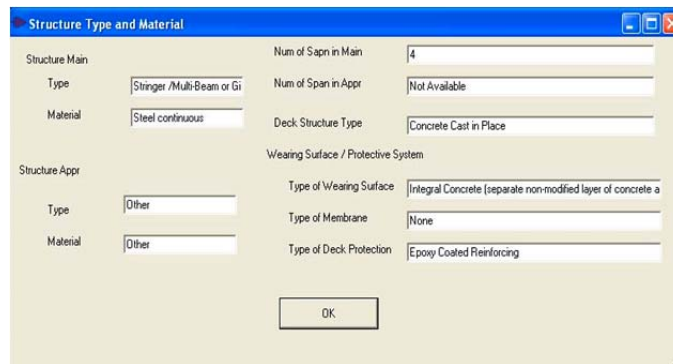 Structure Type and Material
Structure Main
Type Stringer /Multi-Beam or Gi
Material Steel continuous
Structure Appr
Type Other
Material Other
Num of Sapn in Main 4
Num of Span in Appr Not Available
Deck Structure Type Concrete Cast in Place
Wearing Surface / Protective System
Type of Wearing Surface Integral Concrete (separate non-modified layer of concrete a
Type of Membrane None
Type of Deck Protection Epoxy Coated Reinforcing
OK